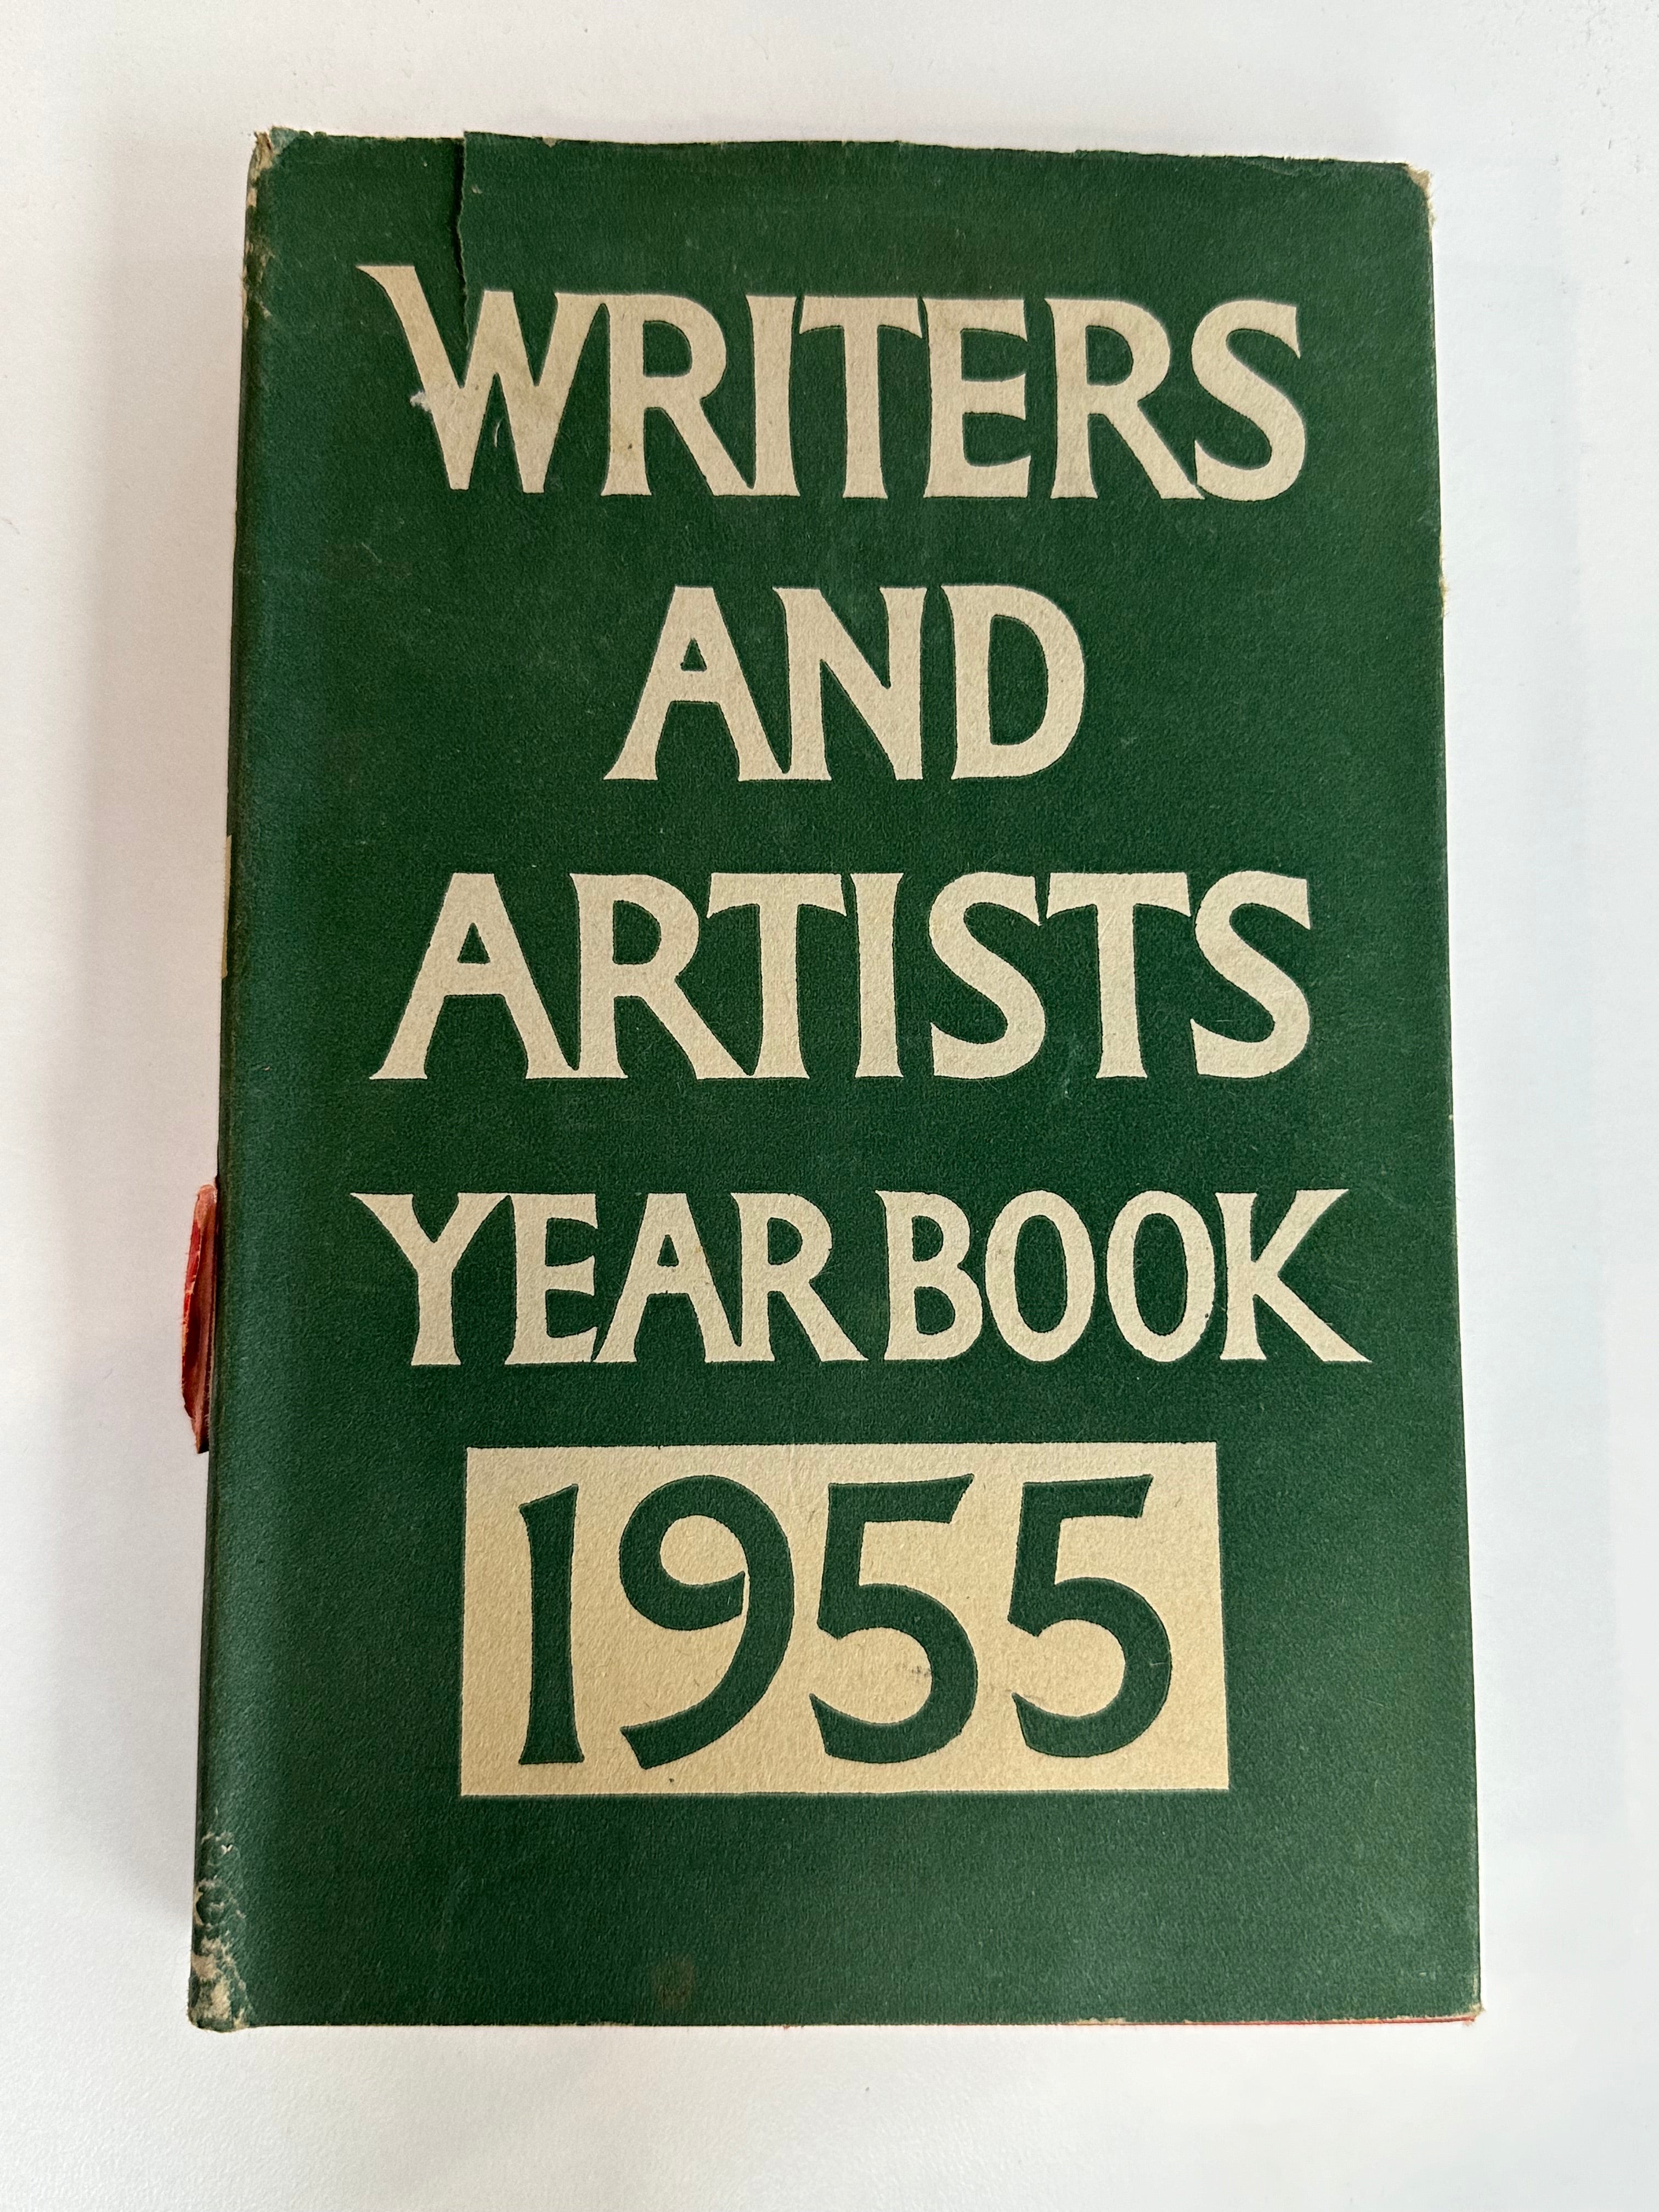 WRITERS
AND
ARTISTS
YEAR BOOK
1955